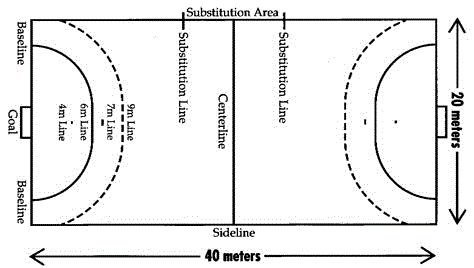 Substitution Area
Baseline
Goal
Baseline
4m Line
6m Line
7m Line
9m Line
Substitution Line
Centerline
Substitution Line
20 meters
Sideline
40 meters